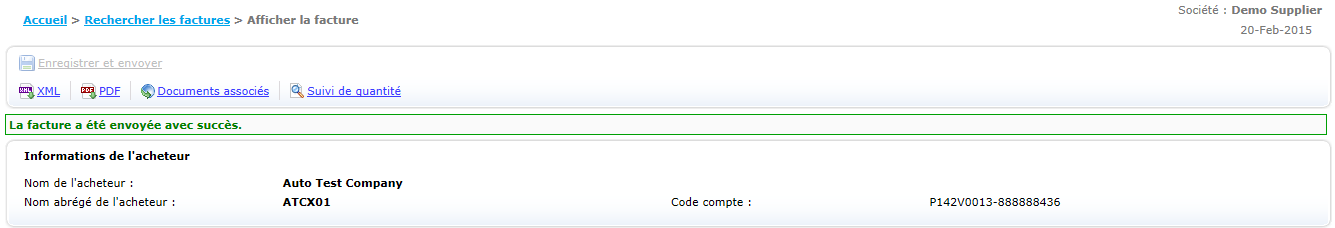 Accueil > Rechercher les factures > Afficher la facture
Société : Demo Supplier
20-Feb-2015
Enregistrer et envoyer
XML PDF Documents associés Suivi de quantité
La facture a été envoyée avec succès.
Informations de l'acheteur
Nom de l'acheteur : Auto Test Company
Nom abrégé de l'acheteur : ATCX01 Code compte : P142V0013-888888436